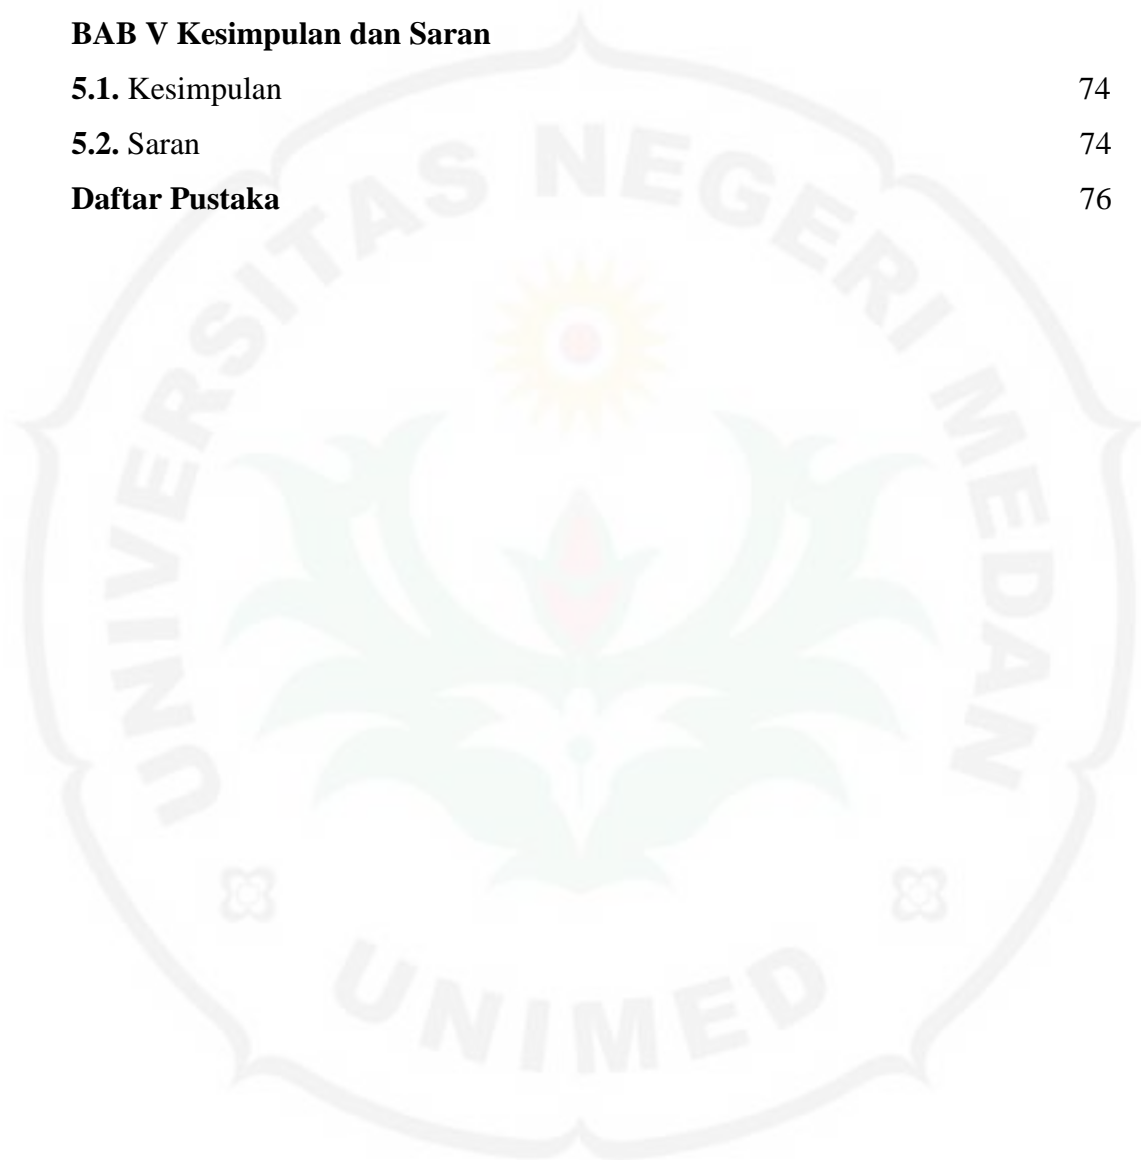 BAB V Kesimpulan dan Saran
5.1. Kesimpulan 74
5.2. Saran 74
Daftar Pustaka 76
UNIVERSITAS NEGERI MEDAN
UNIMED